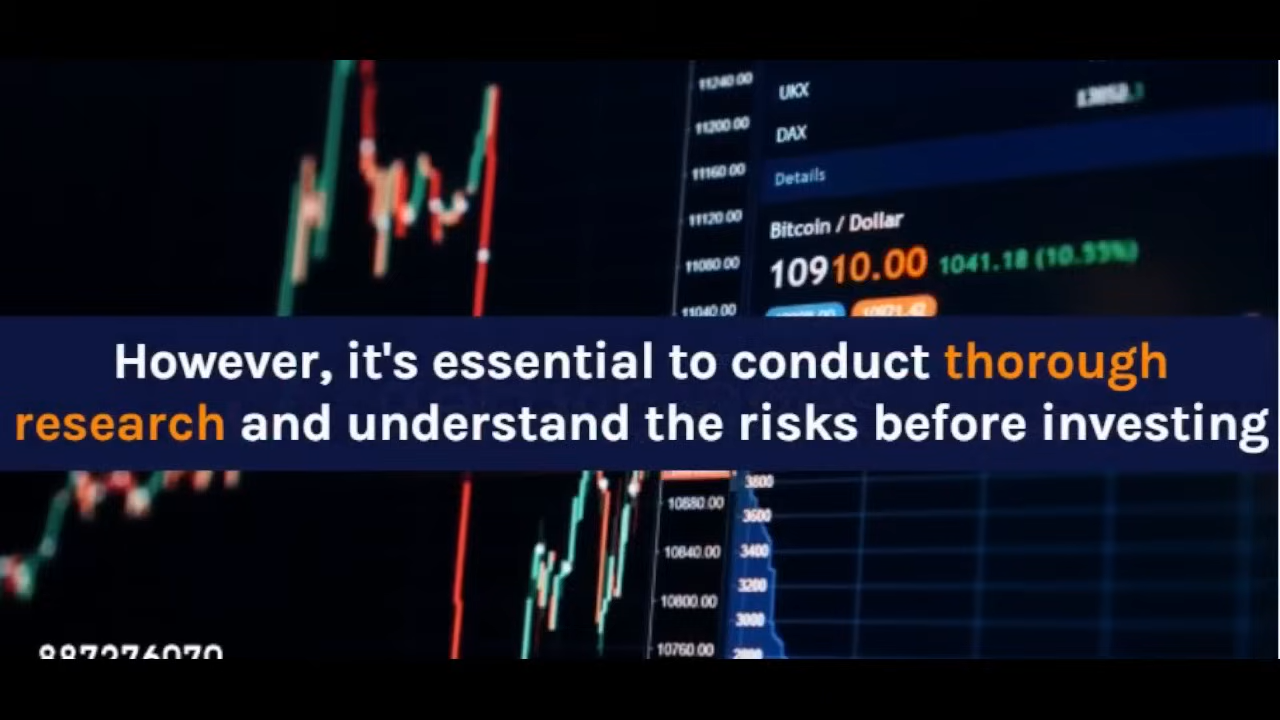 11240.00
UKX
11200.00
DAX
11160.00
Details
11120.00
Bitcoin / Dollar
11080.00
10910.00 1041.18
11040.00
However, it's essential to conduct thorough
research and understand the risks before investing
3800
10880.00
3600
10840.00
3400
3200
10800.00
3000
10760.00